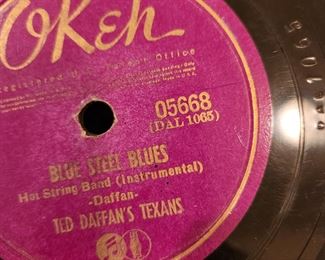 OKeh
Registered U.S. Patent Office
05668
(DAL 1065)
BLUE STEEL BLUES
Hot String Band (instrumental)
-Daffan-
TED DAFFAN'S TEXANS